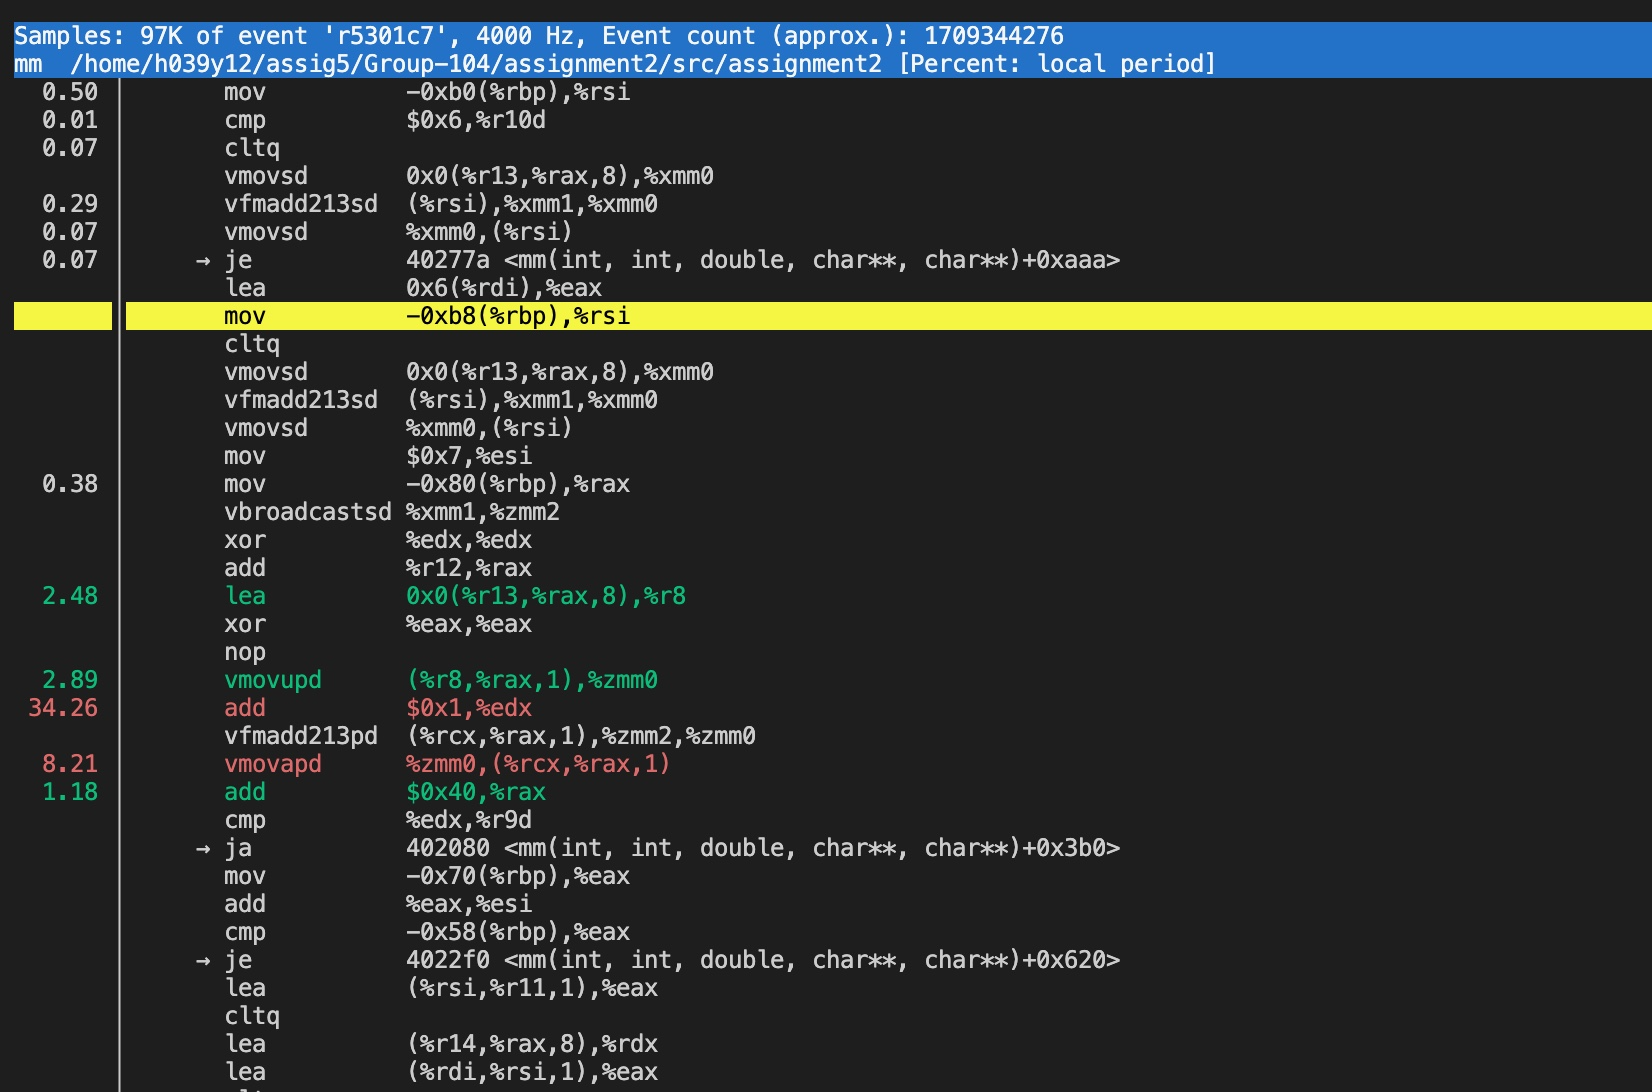 Samples: 97K of event 'r5301c7', 4000 Hz, Event count (approx.): 1709344276
mm  /home/h039y12/assig5/Group-104/assignment2/src/assignment2 [Percent: local period]
0.50 mov -0xb0(%rbp),%rsi
0.01 cmp $0x6,%r10d
0.07 cltq
vmovsd 0x0(%r13,%rax,8),%xmm0
0.29 vfmadd213sd (%rsi),%xmm1,%xmm0
0.07 vmovsd %xmm0,(%rsi)
0.07 → je 40277a <mm(int, int, double, char**, char**)+0xaaa>
lea 0x6(%rdi),%eax
mov -0xb8(%rbp),%rsi
cltq
vmovsd 0x0(%r13,%rax,8),%xmm0
vfmadd213sd (%rsi),%xmm1,%xmm0
vmovsd %xmm0,(%rsi)
mov $0x7,%esi
0.38 mov -0x80(%rbp),%rax
vbroadcastsd %xmm1,%zmm2
xor %edx,%edx
add %r12,%rax
2.48 lea 0x0(%r13,%rax,8),%r8
xor %eax,%eax
nop
2.89 vmovupd (%r8,%rax,1),%zmm0
34.26 add $0x1,%edx
vfmadd213pd (%rcx,%rax,1),%zmm2,%zmm0
8.21 vmovapd %zmm0,(%rcx,%rax,1)
1.18 add $0x40,%rax
cmp %edx,%r9d
→ ja 402080 <mm(int, int, double, char**, char**)+0x3b0>
mov -0x70(%rbp),%eax
add %eax,%esi
cmp -0x58(%rbp),%eax
→ je 4022f0 <mm(int, int, double, char**, char**)+0x620>
lea (%rsi,%r11,1),%eax
cltq
lea (%r14,%rax,8),%rdx
lea (%rdi,%rsi,1),%eax